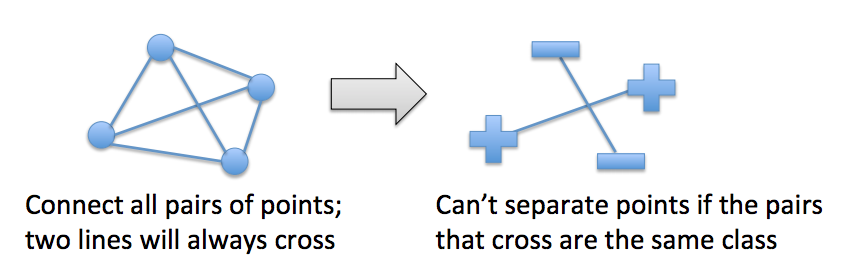 Connect all pairs of points;
two lines will always cross
Can’t separate points if the pairs
that cross are the same class